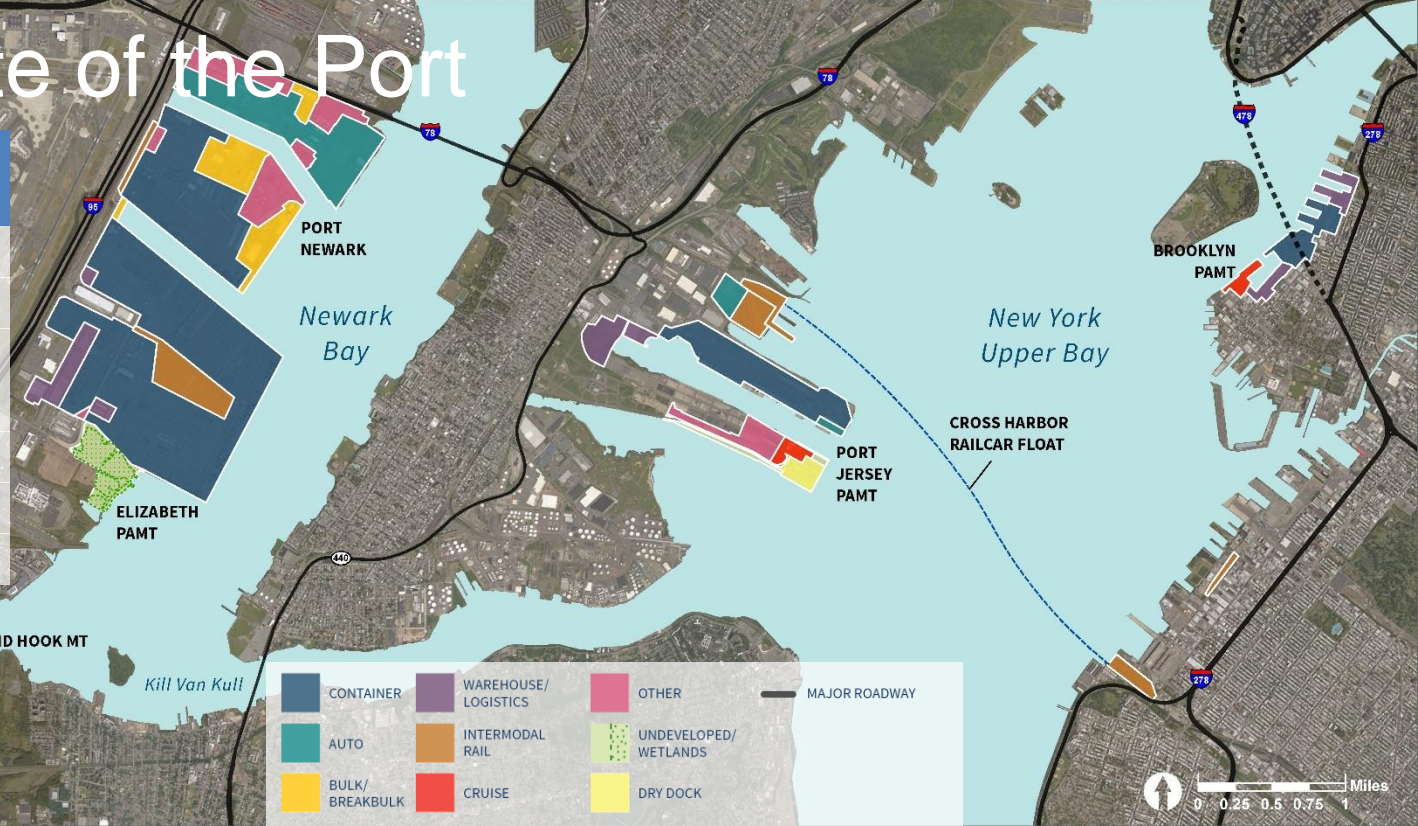 te of the Port
78
78
478
278
95
PORT
NEWARK
BROOKLYN
PAMT
Newark
Bay
New York
Upper Bay
CROSS HARBOR
RAILCAR FLOAT
PORT
JERSEY
PAMT
ELIZABETH
PAMT
440
D HOOK MT
Kill Van Kull
278
CONTAINER
WAREHOUSE/
LOGISTICS
OTHER
MAJOR ROADWAY
AUTO
INTERMODAL
RAIL
UNDEVELOPED/
WETLANDS
BULK/
BREAKBULK
CRUISE
DRY DOCK
Miles
0 0.25 0.5 0.75 1